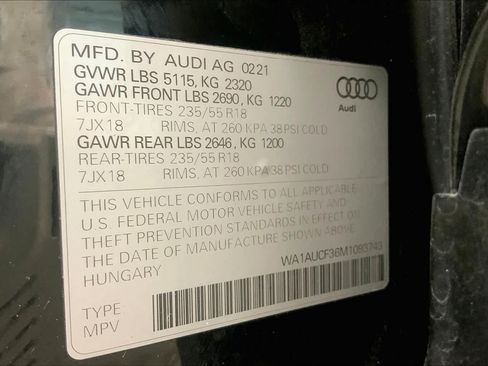 MFD. BY AUDI AG 0221
GVWR LBS 5115, KG 2320
GAWR FRONT LBS 2690, KG 1220
FRONT-TIRES 235/55 R18
7JX18 RIMS, AT 260 KPA 38 PSI COLD
GAWR REAR LBS 2646, KG 1200
REAR-TIRES 235/55 R18
7JX18 RIMS, AT 260 KPA/38 PSI COLD
Audi
THIS VEHICLE CONFORMS TO ALL APPLICABLE
U.S. FEDERAL MOTOR VEHICLE SAFETY AND
THEFT PREVENTION STANDARDS IN EFFECT ON
THE DATE OF MANUFACTURE SHOWN ABOVE
HUNGARY
WA1AUCF36M1093743
TYPE
MPV